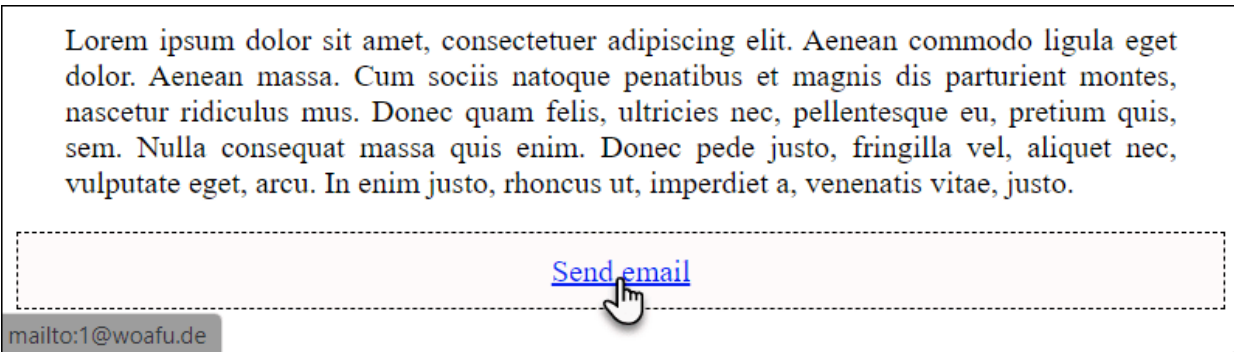 Lorem ipsum dolor sit amet, consectetuer adipiscing elit. Aenean commodo ligula eget
dolor. Aenean massa. Cum sociis natoque penatibus et magnis dis parturient montes,
nascetur ridiculus mus. Donec quam felis, ultricies nec, pellentesque eu, pretium quis,
sem. Nulla consequat massa quis enim. Donec pede justo, fringilla vel, aliquet nec,
vulputate eget, arcu. In enim justo, rhoncus ut, imperdiet a, venenatis vitae, justo.
Send email
mailto:1@woafu.de